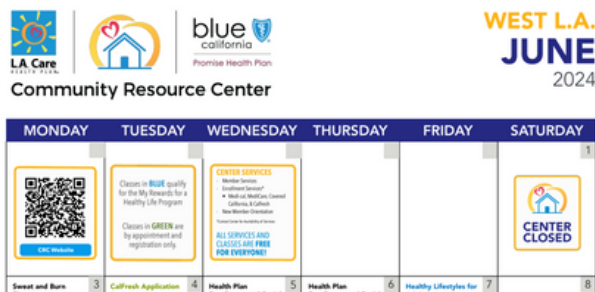 L.A. Care
HEALTH PLAN
blue
california
Promise Health Plan
Community Resource Center
WEST L.A.
JUNE
2024
MONDAY TUESDAY WEDNESDAY THURSDAY FRIDAY SATURDAY
1
CRC Website
Classes in BLUE qualify
for the My Rewards for a
Healthy Life Program
Classes in GREEN are
by appointment and
registration only.
CENTER SERVICES
Member Services
Enrollment Services*
Medi-cal, MediCare, Covered
California, & Calfresh
New Member Orientation
ALL SERVICES AND
CLASSES ARE FREE
FOR EVERYONE!
CENTER
CLOSED
Sweat and Burn 3
CalFresh Application 4
Health Plan 5
Health Plan 6
Healthy Lifestyles for 7
8